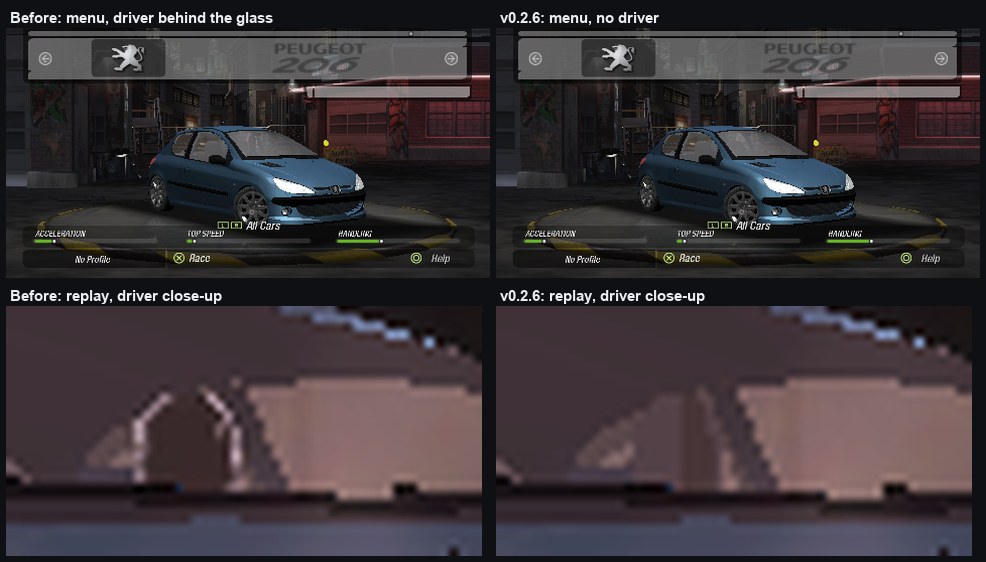 Before: menu, driver behind the glass
v0.2.6: menu, no driver
PEUGEOT
206
PEUGEOT
206
All Cars
ACCELERATION
TOP SPEED
HANDLING
No Profile
Race
Help
All Cars
ACCELERATION
TOP SPEED
HANDLING
No Profile
Race
Help
Before: replay, driver close-up
v0.2.6: replay, driver close-up